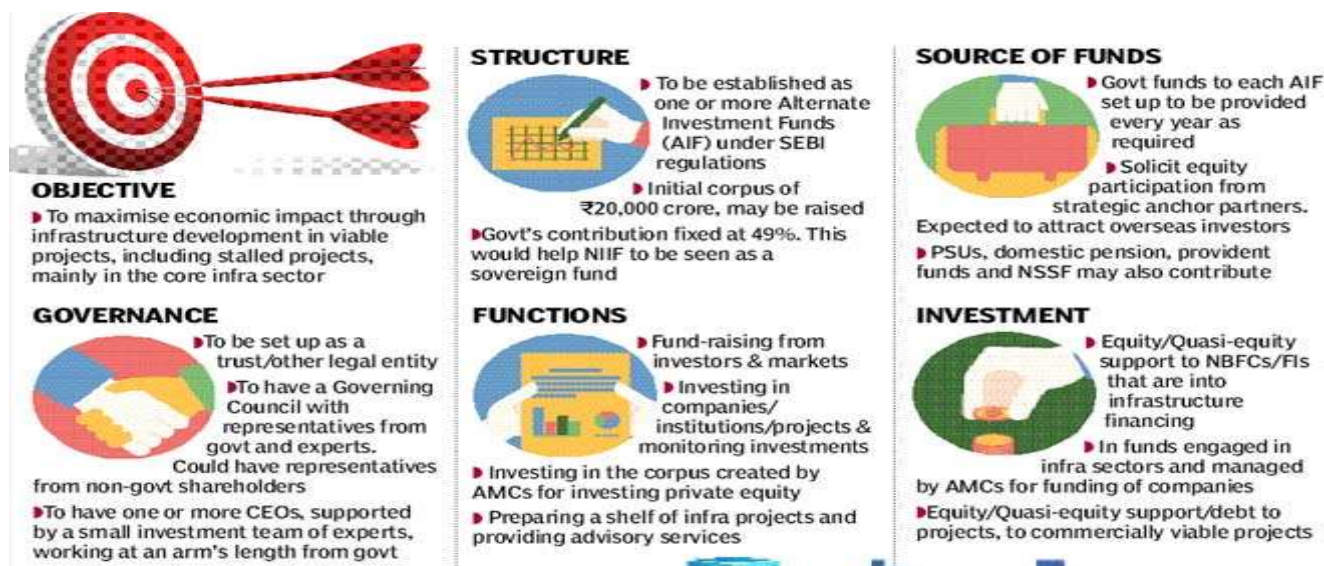 OBJECTIVE
◗ To maximise economic impact through
infrastructure development in viable
projects, including stalled projects,
mainly in the core infra sector
GOVERNANCE
◗To be set up as a
trust/other legal entity
◗To have a Governing
Council with
representatives from
govt and experts.
Could have representatives
from non-govt shareholders
◗To have one or more CEOs, supported
by a small investment team of experts,
working at an arm's length from govt
STRUCTURE
◗ To be established as
one or more Alternate
Investment Funds
(AIF) under SEBI
regulations
◗ Initial corpus of
₹20,000 crore, may be raised
◗Govt's contribution fixed at 49%. This
would help NIIF to be seen as a
sovereign fund
FUNCTIONS
◗ Fund-raising from
investors & markets
◗ Investing in
companies/
institutions/projects &
monitoring investments
◗ Investing in the corpus created by
AMCs for investing private equity
◗ Preparing a shelf of infra projects and
providing advisory services
SOURCE OF FUNDS
◗ Govt funds to each AIF
set up to be provided
every year as
required
◗ Solicit equity
participation from
strategic anchor partners.
Expected to attract overseas investors
◗ PSUs, domestic pension, provident
funds and NSSF may also contribute
INVESTMENT
◗ Equity/Quasi-equity
support to NBFCs/FIs
that are into
infrastructure
financing
◗ In funds engaged in
infra sectors and managed
by AMCs for funding of companies
◗Equity/Quasi-equity support/debt to
projects, to commercially viable projects